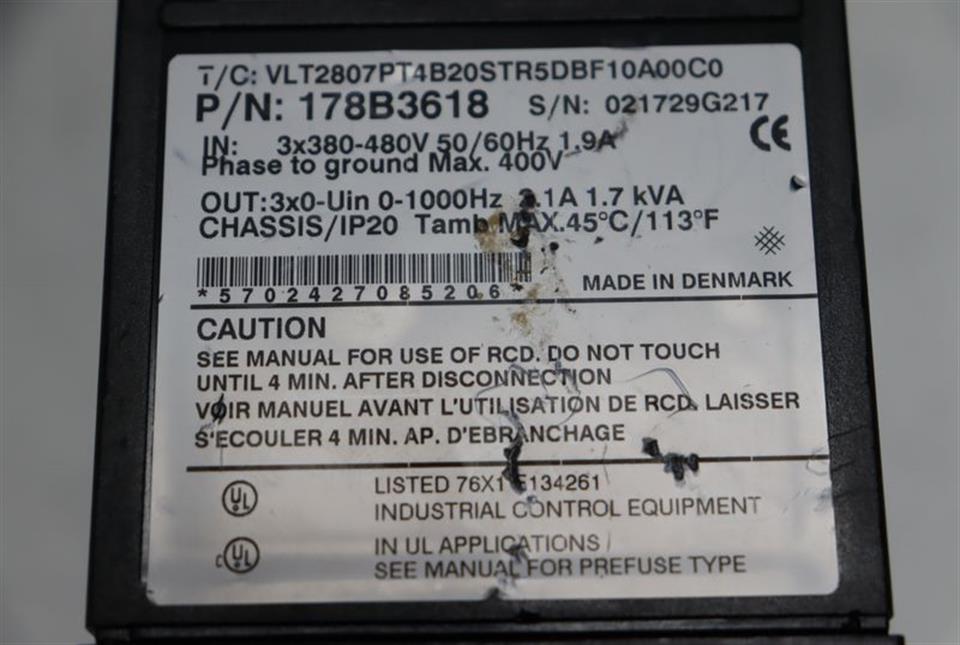 T/C: VLT2807PT4B20STR5DBF10A00C0
P/N: 178B3618 S/N: 021729G217
CE
IN: 3x380-480V 50/60Hz 1.9A
Phase to ground Max. 400V
OUT:3x0-Uin 0-1000Hz 2.1A 1.7 kVA
CHASSIS/IP20 Tamb MAX.45°C/113°F
*5702427085206*
MADE IN DENMARK
CAUTION
SEE MANUAL FOR USE OF RCD. DO NOT TOUCH
UNTIL 4 MIN. AFTER DISCONNECTION
VOIR MANUEL AVANT L'UTILISATION DE RCD. LAISSER
S'ECOULER 4 MIN. AP. D'EBRANCHAGE
UL LISTED 76X1 E134261
INDUSTRIAL CONTROL EQUIPMENT
c UL IN UL APPLICATIONS
SEE MANUAL FOR PREFUSE TYPE